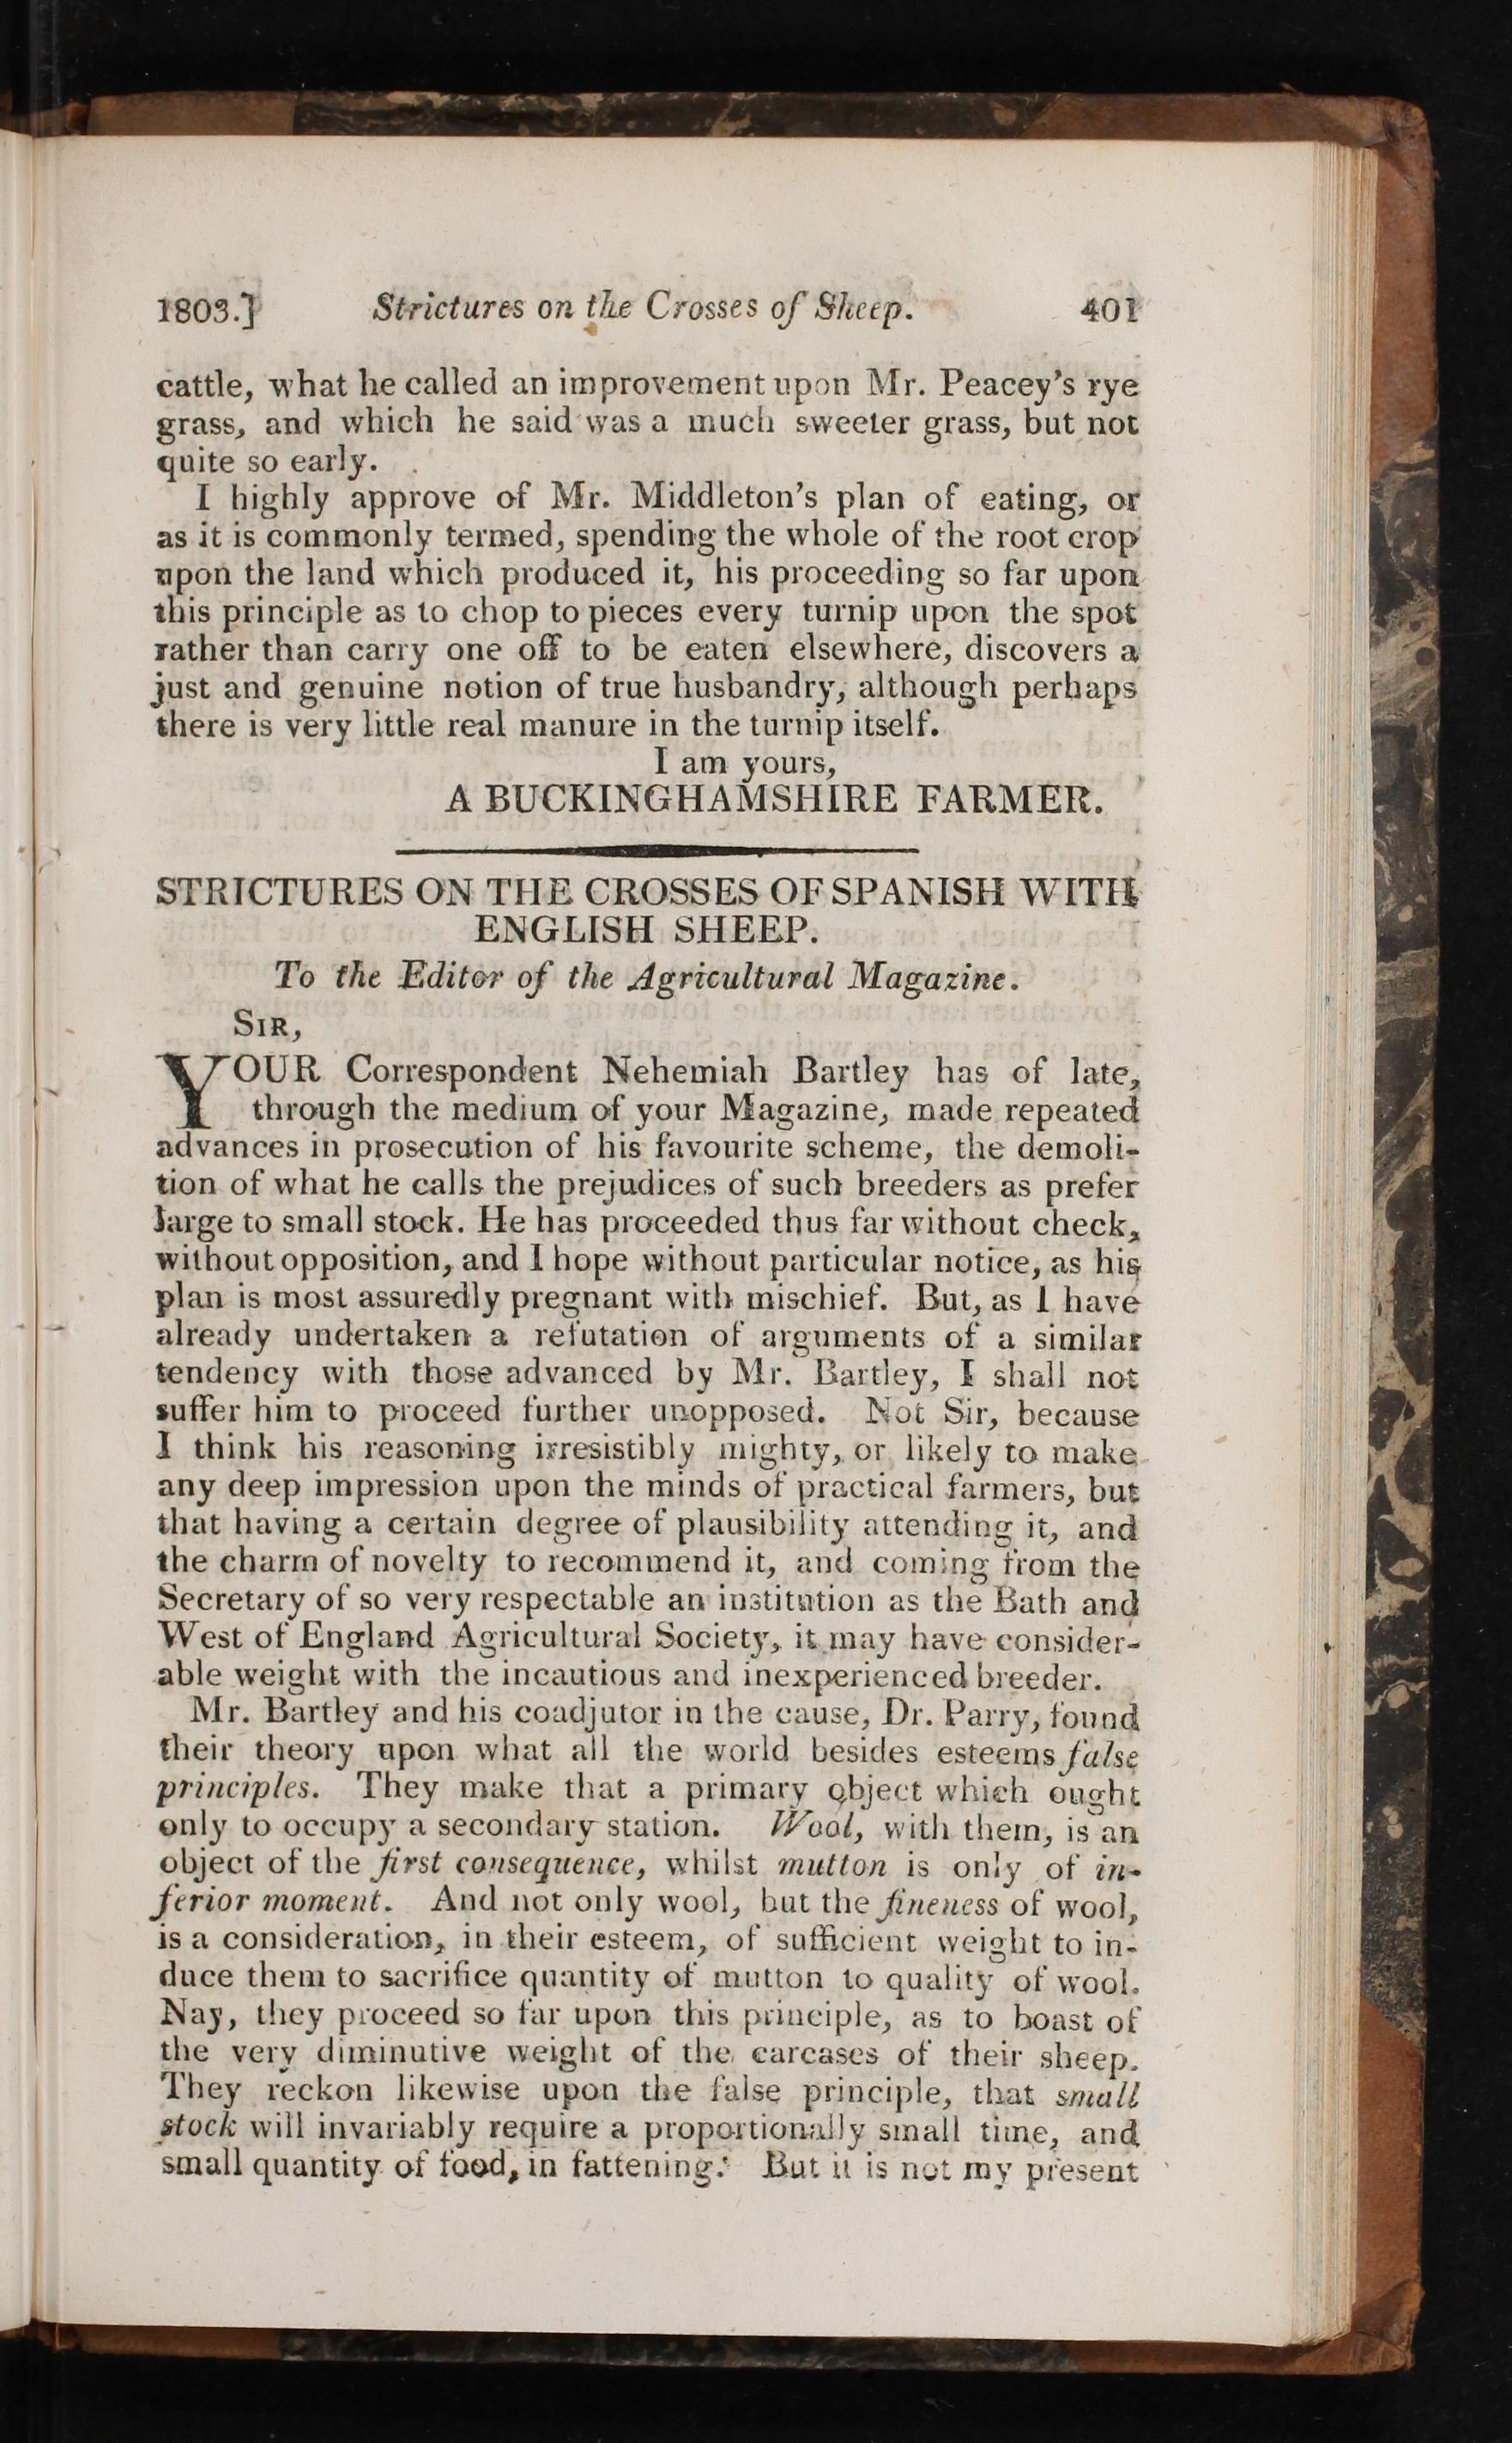 1803.] Strictures on the Crosses of Sheep. 401
cattle, what he called an improvement upon Mr. Peacey's rye
grass, and which he said was a much sweeter grass, but not
quite so early.
I highly approve of Mr. Middleton's plan of eating, or
as it is commonly termed, spending the whole of the root crop
upon the land which produced it, his proceeding so far upon
this principle as to chop to pieces every turnip upon the spot
rather than carry one off to be eaten elsewhere, discovers a
just and genuine notion of true husbandry, although perhaps
there is very little real manure in the turnip itself.
I am yours,
A BUCKINGHAMSHIRE FARMER.
STRICTURES ON THE CROSSES OF SPANISH WITH
ENGLISH SHEEP.
To the Editor of the Agricultural Magazine.
SIR,
YOUR Correspondent Nehemiah Bartley has of late,
through the medium of your Magazine, made repeated
advances in prosecution of his favourite scheme, the demoli-
tion of what he calls the prejudices of such breeders as prefer
large to small stock. He has proceeded thus far without check,
without opposition, and I hope without particular notice, as his
plan is most assuredly pregnant with mischief. But, as I have
already undertaken a refutation of arguments of a similar
tendency with those advanced by Mr. Bartley, I shall not
suffer him to proceed further unopposed. Not Sir, because
I think his reasoning irresistibly mighty, or likely to make
any deep impression upon the minds of practical farmers, but
that having a certain degree of plausibility attending it, and
the charm of novelty to recommend it, and coming from the
Secretary of so very respectable an institution as the Bath and
West of England Agricultural Society, it may have consider-
able weight with the incautious and inexperienced breeder.
Mr. Bartley and his coadjutor in the cause, Dr. Parry, found
their theory upon what all the world besides esteems false
principles. They make that a primary object which ought
only to occupy a secondary station. Wool, with them, is an
object of the first consequence, whilst mutton is only of in-
ferior moment. And not only wool, but the fineness of wool,
is a consideration, in their esteem, of sufficient weight to in-
duce them to sacrifice quantity of mutton to quality of wool.
Nay, they proceed so far upon this principle, as to boast of
the very diminutive weight of the carcases of their sheep.
They reckon likewise upon the false principle, that small
stock will invariably require a proportionally small time, and
small quantity of food, in fattening. But it is not my present